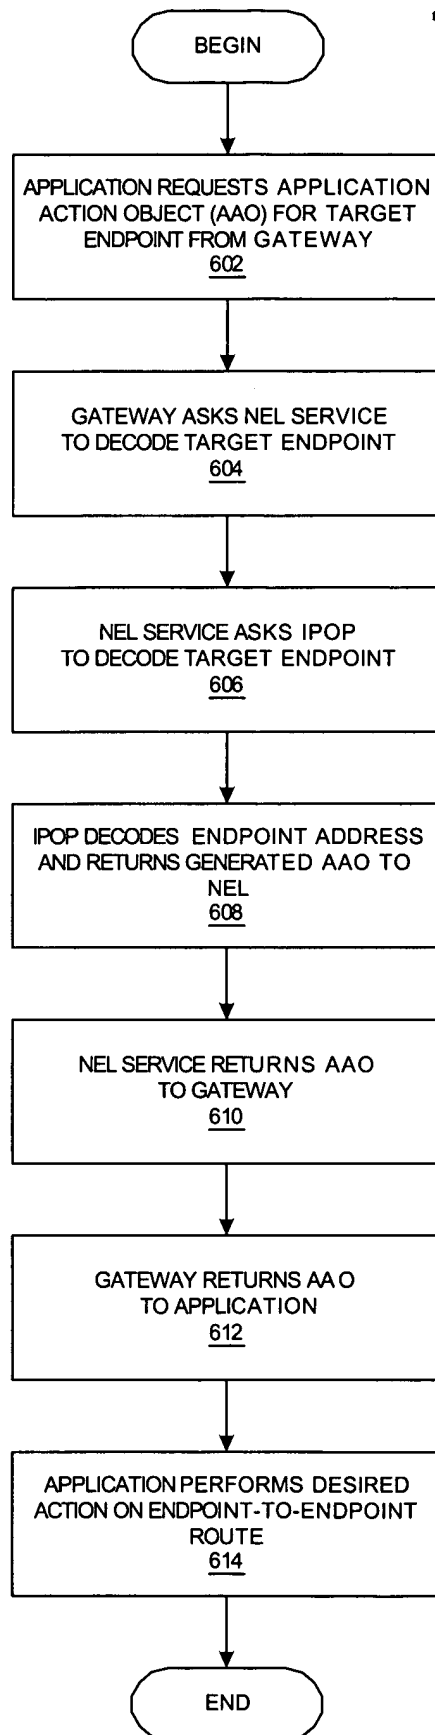 BEGIN
APPLICATION REQUESTS APPLICATION
ACTION OBJECT (AAO) FOR TARGET
ENDPOINT FROM GATEWAY
602
GATEWAY ASKS NEL SERVICE
TO DECODE TARGET ENDPOINT
604
NEL SERVICE ASKS IPOP
TO DECODE TARGET ENDPOINT
606
IPOP DECODES ENDPOINT ADDRESS
AND RETURNS GENERATED AAO TO
NEL
608
NEL SERVICE RETURNS AAO
TO GATEWAY
610
GATEWAY RETURNS AAO
TO APPLICATION
612
APPLICATION PERFORMS DESIRED
ACTION ON ENDPOINT-TO-ENDPOINT
ROUTE
614
END